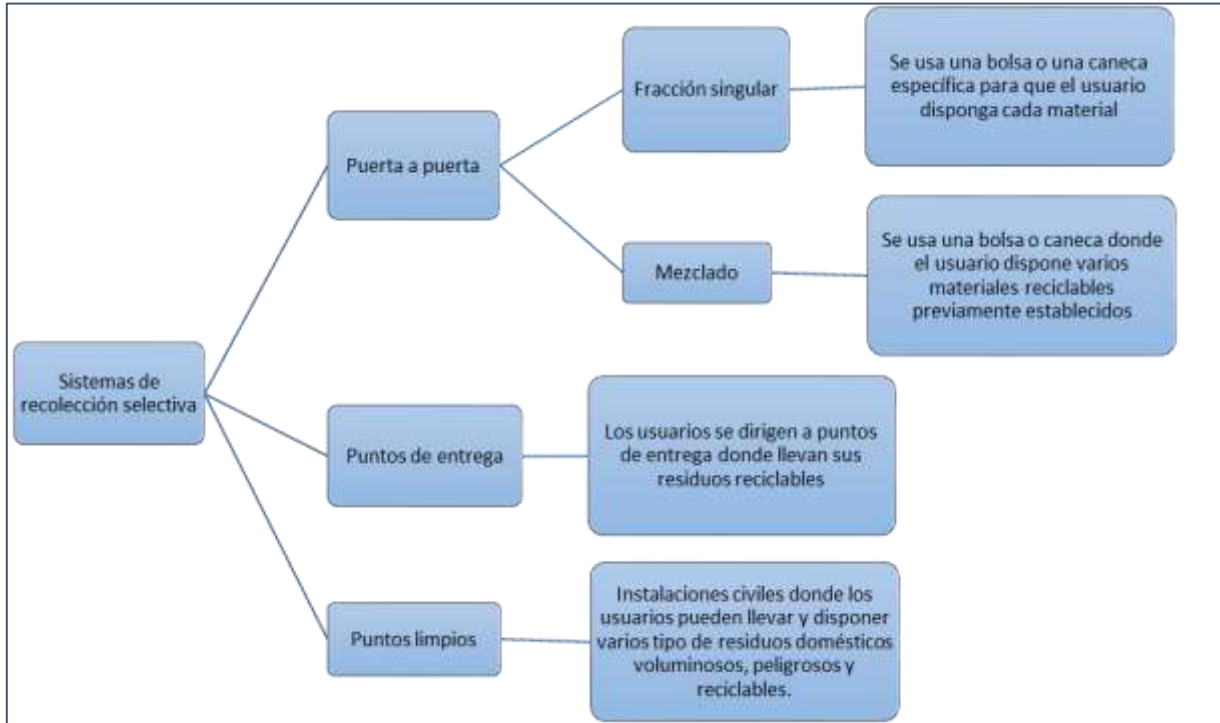 Sistemas de
recolección selectiva
Puerta a puerta
Fracción singular
Se usa una bolsa o una caneca
específica para que el usuario
disponga cada material
Mezclado
Se usa una bolsa o caneca donde
el usuario dispone varios
materiales reciclables
previamente establecidos
Puntos de entrega
Los usuarios se dirigen a puntos
de entrega donde llevan sus
residuos reciclables
Puntos limpios
Instalaciones civiles donde los
usuarios pueden llevar y disponer
varios tipo de residuos domésticos
voluminosos, peligrosos y
reciclables.